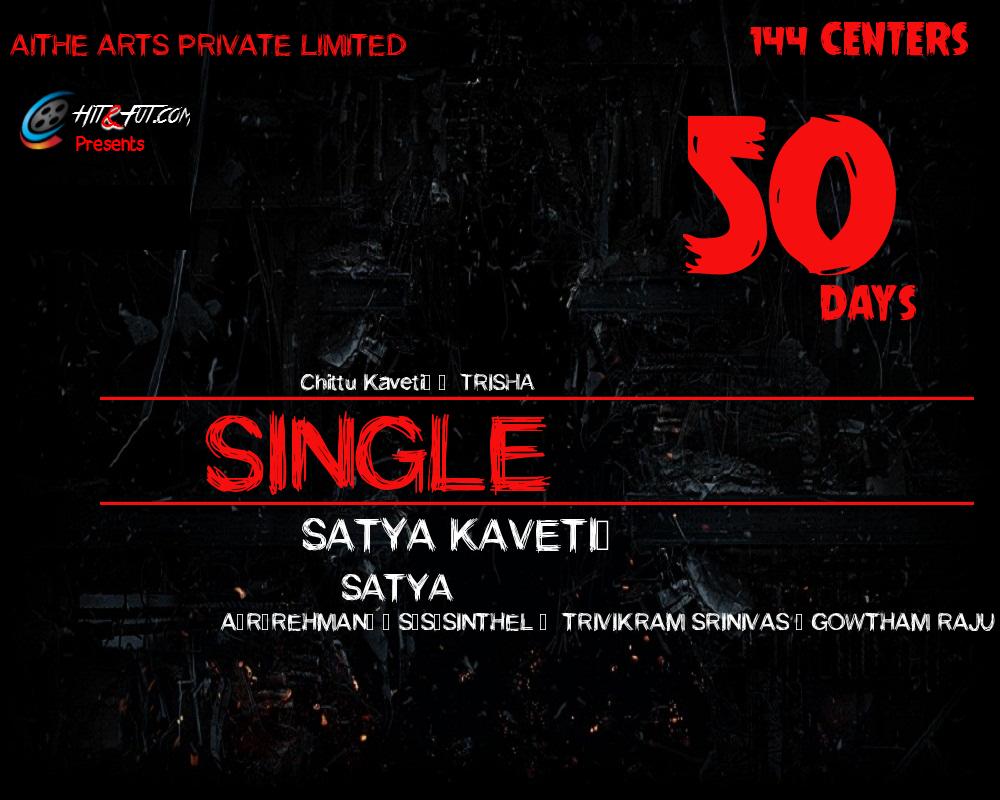 AITHE ARTS PRIVATE LIMITED
144 CENTERS
HIT&FUT.COM
Presents
50
DAYS
Chittu Kaveti▯ ▯ TRISHA
SINGLE
SATYA KAVETI▯
SATYA
A▯R▯REHMAN▯ ▯ S▯S▯SINTHEL ▯ TRIVIKRAM SRINIVAS ▯ GOWTHAM RAJU